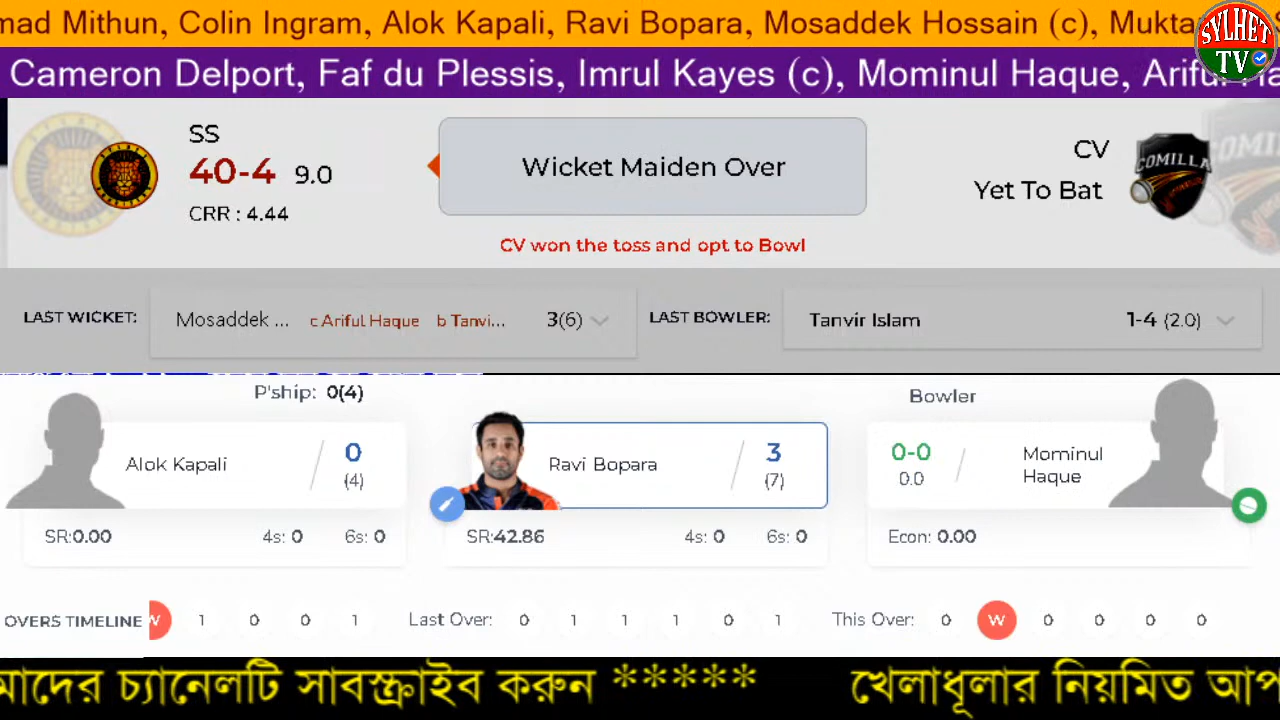 mad Mithun, Colin Ingram, Alok Kapali, Ravi Bopara, Mosaddek Hossain (c), Mukta
SYLHET
TV
Cameron Delport, Faf du Plessis, Imrul Kayes (c), Mominul Haque, Ariful Ha
SS
40-4 9.0
CRR : 4.44
Wicket Maiden Over
CV won the toss and opt to Bowl
CV
Yet To Bat
COMILLA
LAST WICKET: Mosaddek ... c Ariful Haque b Tanvi... 3(6)
LAST BOWLER: Tanvir Islam 1-4 (2.0)
P'ship: 0(4)
Bowler
Alok Kapali 0
(4)
SR:0.00 4s: 0 6s: 0
Ravi Bopara 3
(7)
SR:42.86 4s: 0 6s: 0
0-0
0.0
Mominul
Haque
Econ: 0.00
OVERS TIMELINE W 1 0 0 1 Last Over: 0 1 1 1 0 1 This Over: 0 W 0 0 0 0
মাদের চ্যানেলটি সাবস্ক্রাইব করুন ***** খেলাধূলার নিয়মিত আপ